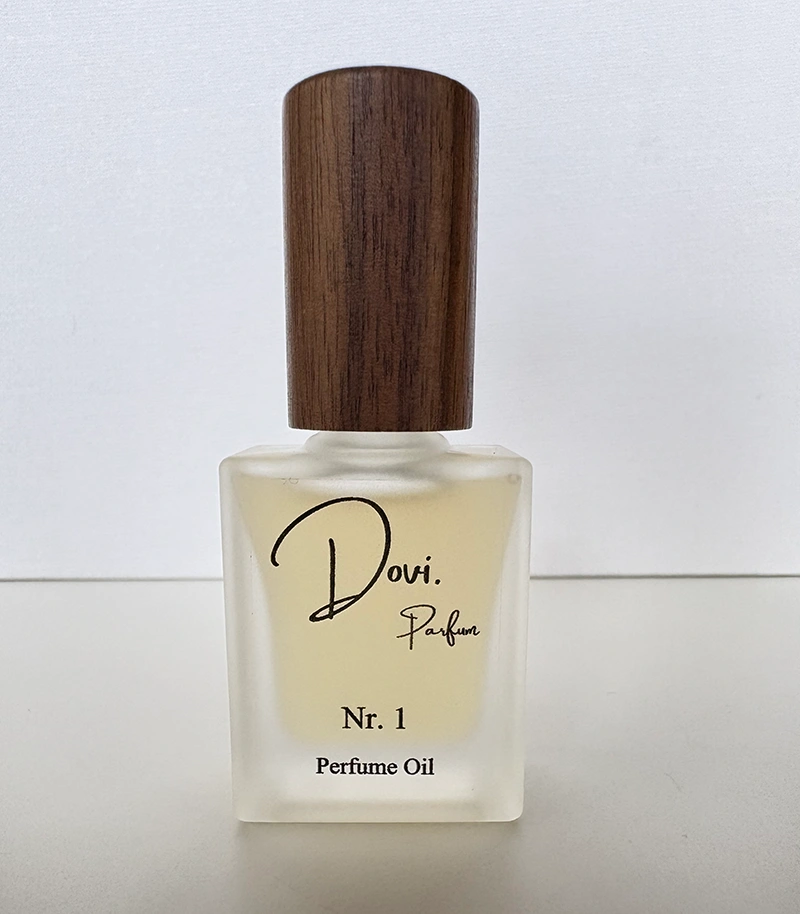 Dovi.
Parfum
Nr. 1
Perfume Oil